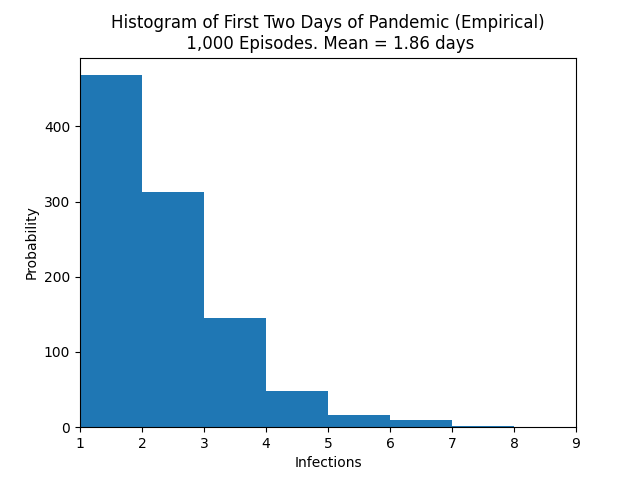 Histogram of First Two Days of Pandemic (Empirical)
1,000 Episodes. Mean = 1.86 days
Probability
400
300
200
100
0
1 2 3 4 5 6 7 8 9
Infections